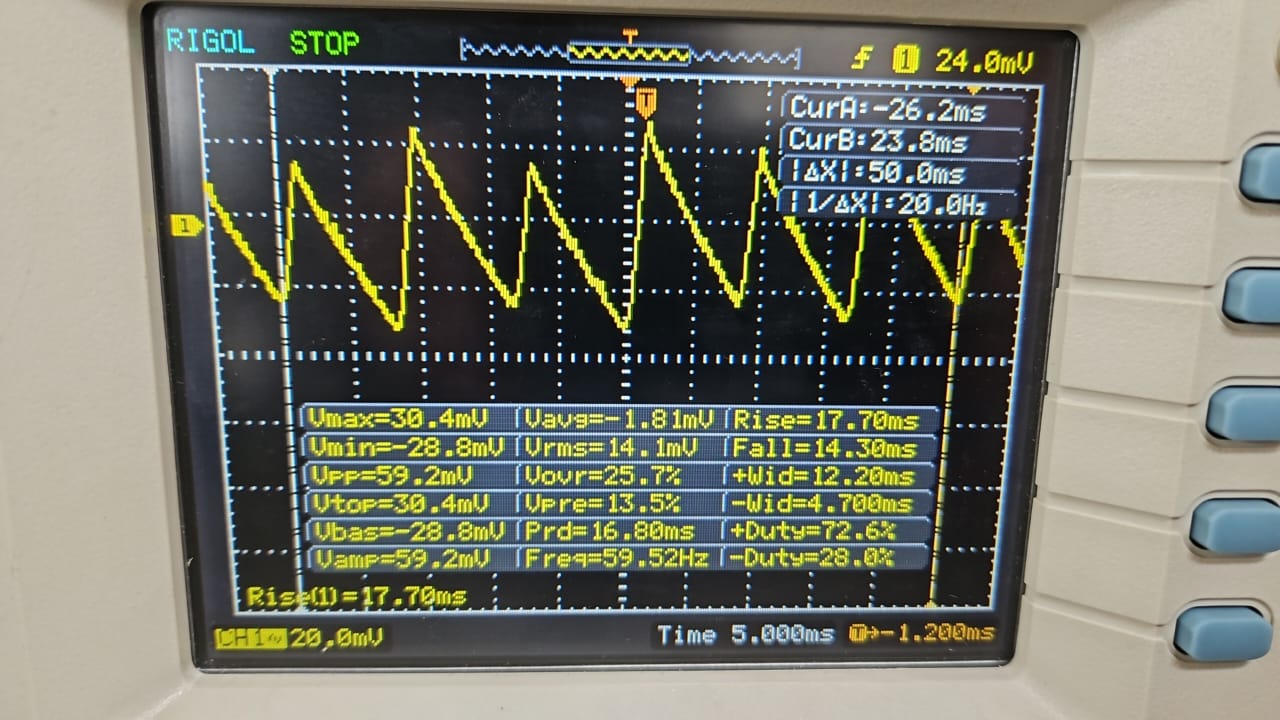 RIGOL STOP T 1 24.0mV
T
CurA:-26.2ms
CurB:23.8ms
|ΔX|:50.0ms
|1/ΔX|:20.0Hz
1
Vmax=30.4mV Vavg=-1.81mV Rise=17.70ms
Vmin=-28.8mV Vrms=14.1mV Fall=14.30ms
Vpp=59.2mV Vovr=25.7% +Wid=12.20ms
Vtop=30.4mV Vpre=13.5% -Wid=4.700ms
Vbas=-28.8mV Prd=16.80ms +Duty=72.6%
Vamp=59.2mV Freq=59.52Hz -Duty=28.0%
Rise(1)=17.70ms
CH1~ 20.0mV Time 5.000ms T→-1.200ms